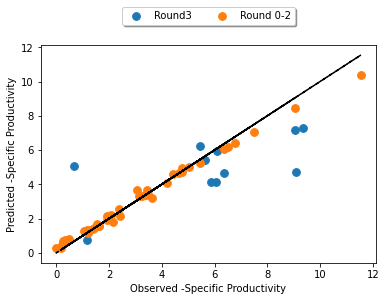 Round3 Round 0-2
12
10
8
6
4
2
0
Predicted -Specific Productivity
0 2 4 6 8 10 12
Observed -Specific Productivity